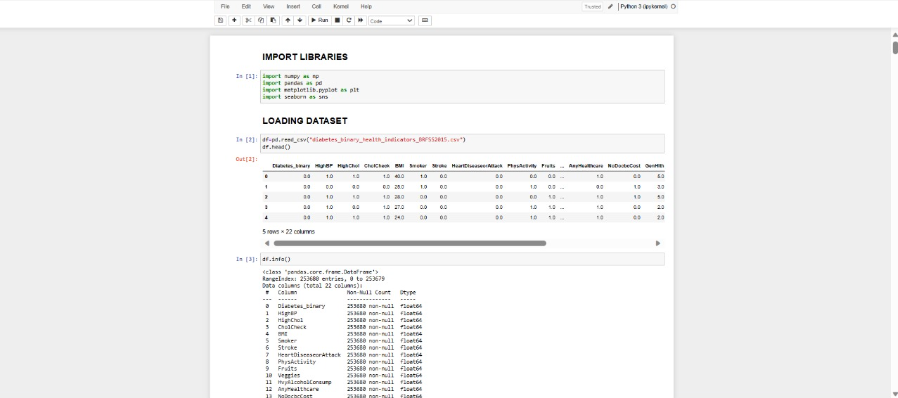 File Edit View Insert Cell Kernel Help Trusted Python 3 (ipykernel)
Run Code
IMPORT LIBRARIES
In [1]: import numpy as np
import pandas as pd
import matplotlib.pyplot as plt
import seaborn as sns
LOADING DATASET
In [2]: df=pd.read_csv("diabetes_binary_health_indicators_BRFSS2015.csv")
df.head()
Out[2]:
Diabetes_binary HighBP HighChol CholCheck BMI Smoker Stroke HeartDiseaseorAttack PhysActivity Fruits ... AnyHealthcare NoDocbcCost GenHlth
0 0.0 1.0 1.0 1.0 40.0 1.0 0.0 0.0 0.0 0.0 ... 1.0 0.0 5.0
1 0.0 0.0 0.0 0.0 25.0 1.0 0.0 0.0 1.0 0.0 ... 0.0 1.0 3.0
2 0.0 1.0 1.0 1.0 28.0 0.0 0.0 0.0 0.0 1.0 ... 1.0 1.0 5.0
3 0.0 1.0 0.0 1.0 27.0 0.0 0.0 0.0 1.0 1.0 ... 1.0 0.0 2.0
4 0.0 1.0 1.0 1.0 24.0 0.0 0.0 0.0 1.0 1.0 ... 1.0 0.0 2.0
5 rows × 22 columns
In [3]: df.info()
<class 'pandas.core.frame.DataFrame'>
RangeIndex: 253680 entries, 0 to 253679
Data columns (total 22 columns):
# Column Non-Null Count Dtype
--- ------ -------------- -----
0 Diabetes_binary 253680 non-null float64
1 HighBP 253680 non-null float64
2 HighChol 253680 non-null float64
3 CholCheck 253680 non-null float64
4 BMI 253680 non-null float64
5 Smoker 253680 non-null float64
6 Stroke 253680 non-null float64
7 HeartDiseaseorAttack 253680 non-null float64
8 PhysActivity 253680 non-null float64
9 Fruits 253680 non-null float64
10 Veggies 253680 non-null float64
11 HvyAlcoholConsump 253680 non-null float64
12 AnyHealthcare 253680 non-null float64
13 NoDocbcCost 253680 non-null float64